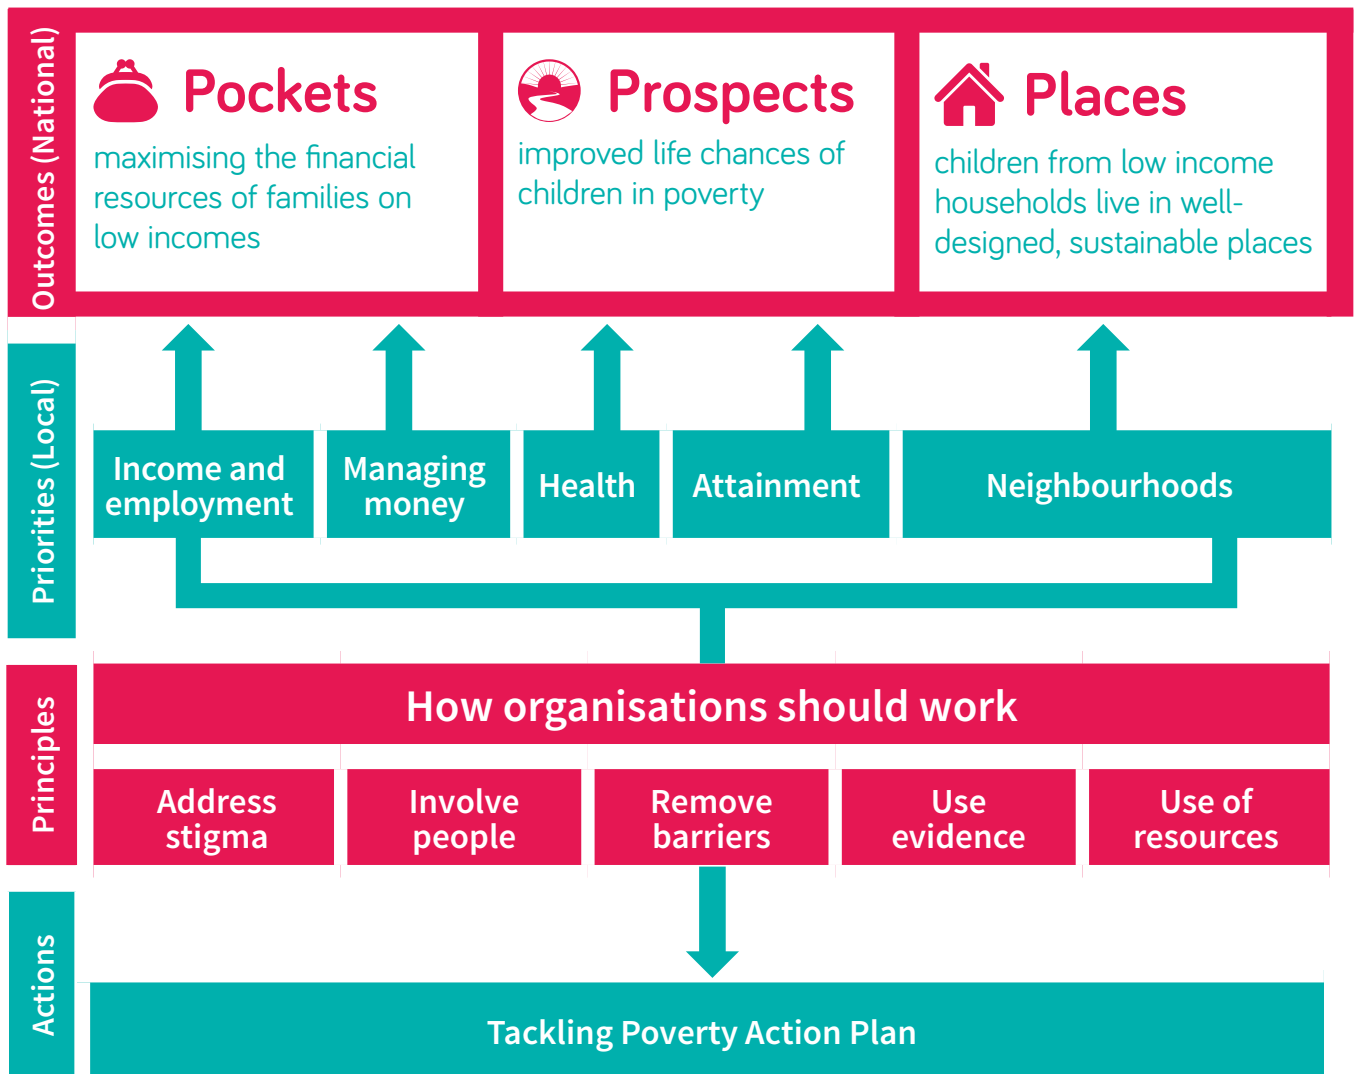 Outcomes (National)
Pockets
maximising the financial
resources of families on
low incomes
Prospects
improved life chances of
children in poverty
Places
children from low income
households live in well-
designed, sustainable places
Priorities (Local)
Income and
employment
Managing
money
Health
Attainment
Neighbourhoods
Principles
How organisations should work
Address
stigma
Involve
people
Remove
barriers
Use
evidence
Use of
resources
Actions
Tackling Poverty Action Plan